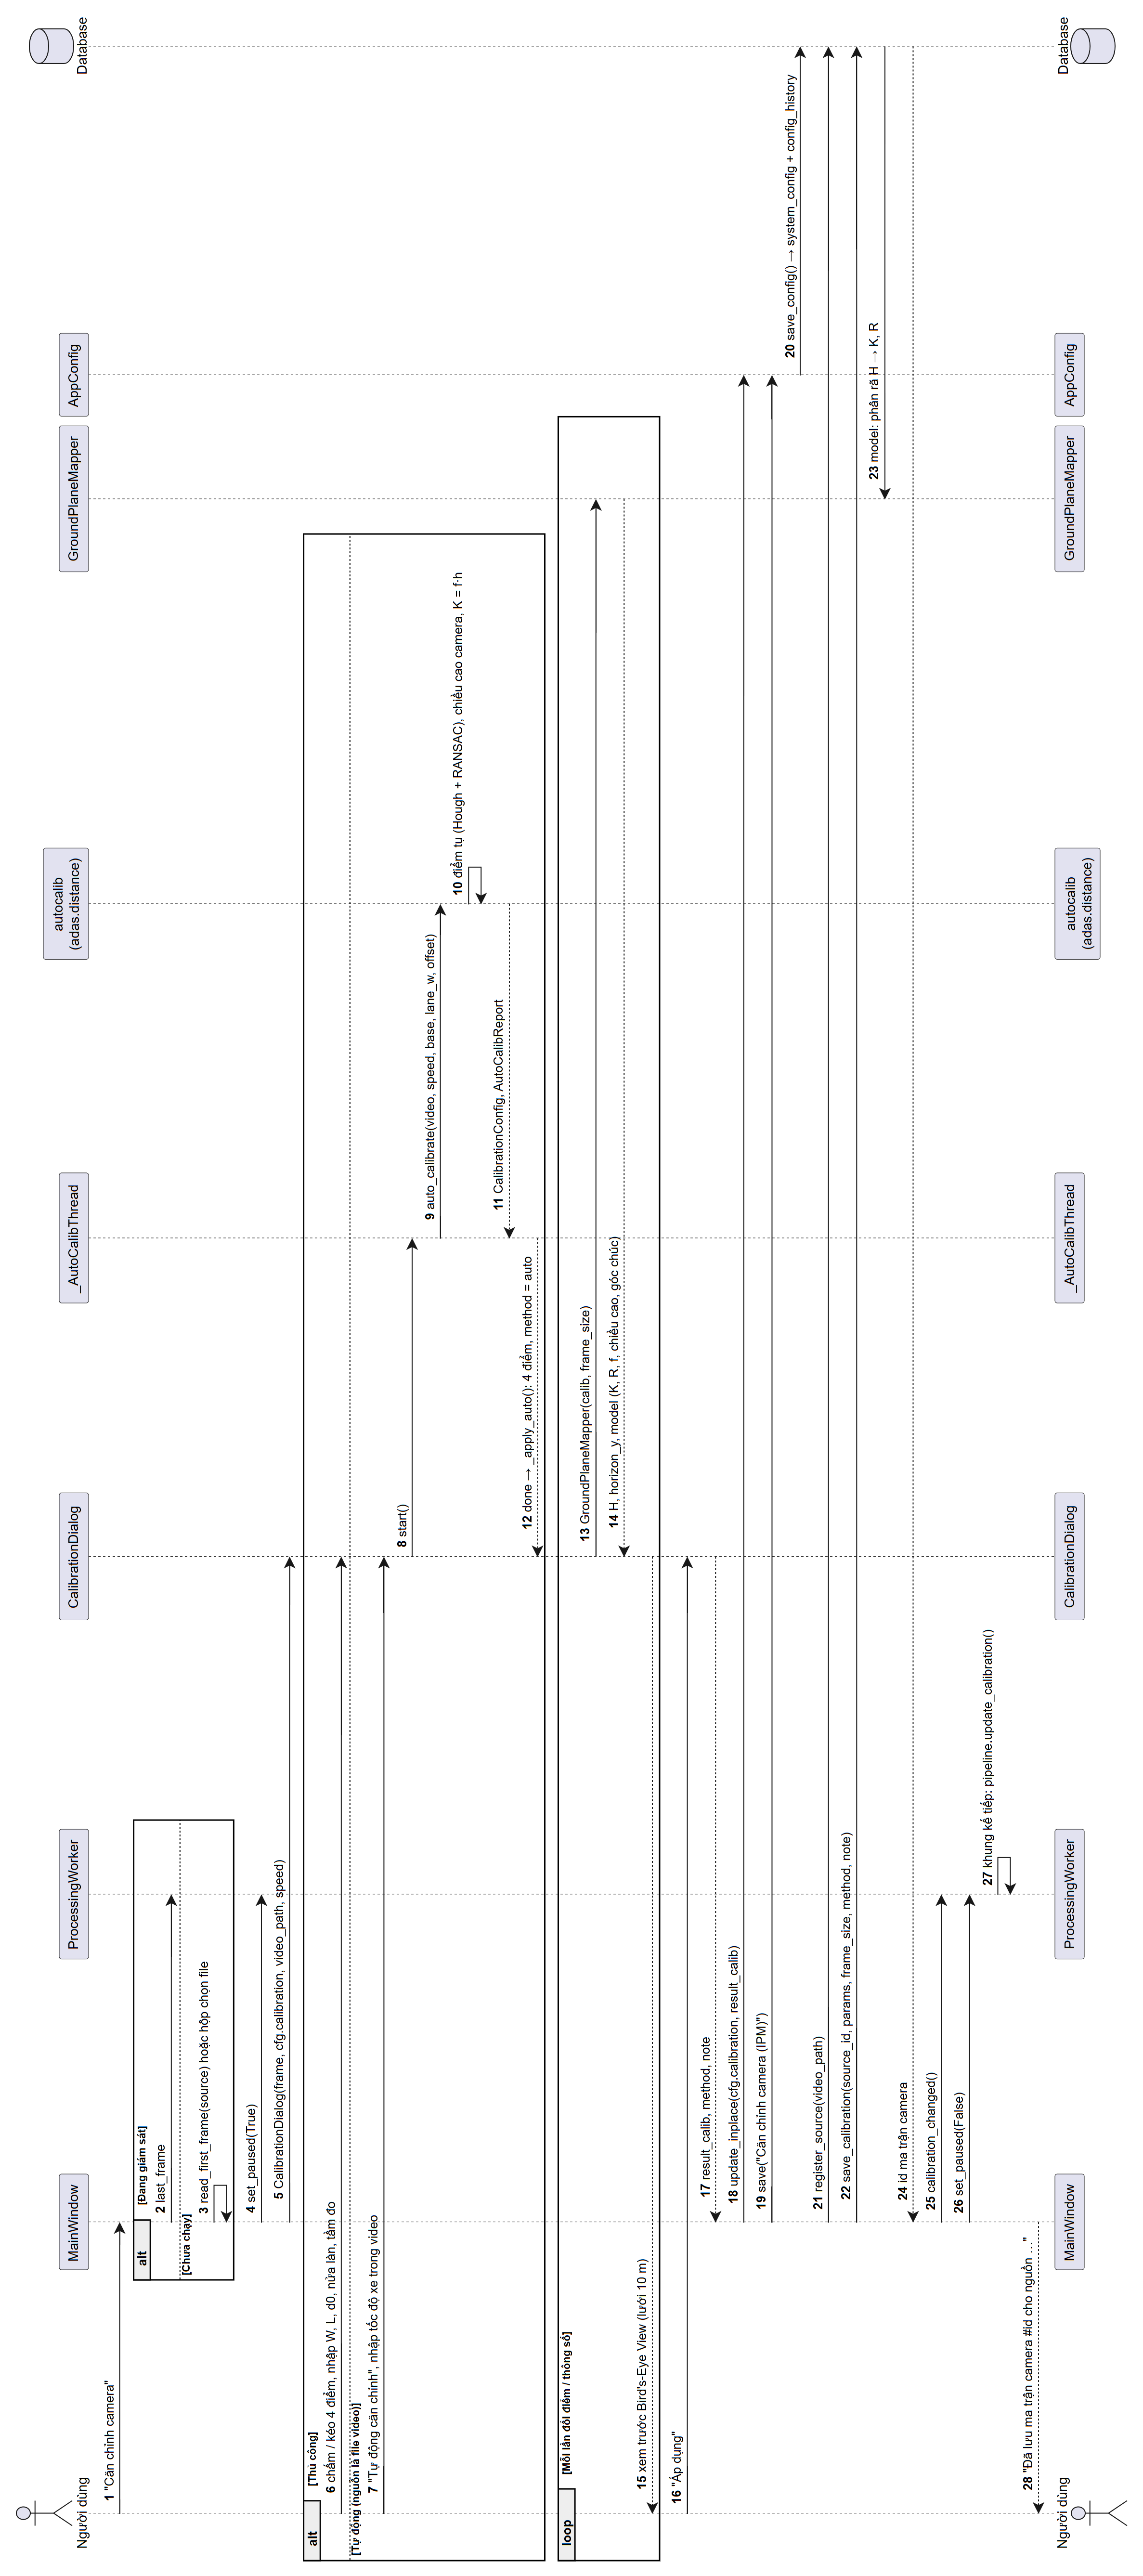 Người dùng
MainWindow
ProcessingWorker
CalibrationDialog
_AutoCalibThread
autocalib
(adas.distance)
GroundPlaneMapper
AppConfig
Database
1 "Căn chỉnh camera"
alt
[Đang giám sát]
2 last_frame
[Chưa chạy]
3 read_first_frame(source) hoặc hộp chọn file
4 set_paused(True)
5 CalibrationDialog(frame, cfg.calibration, video_path, speed)
alt
[Thủ công]
6 chấm / kéo 4 điểm, nhập W, L, d0, nửa làn, tầm đo
[Tự động (nguồn là file video)]
7 "Tự động căn chỉnh", nhập tốc độ xe trong video
8 start()
9 auto_calibrate(video, speed, base, lane_w, offset)
10 điểm tụ (Hough + RANSAC), chiều cao camera, K = f·h
11 CalibrationConfig, AutoCalibReport
12 done → _apply_auto(): 4 điểm, method = auto
loop
[Mỗi lần đổi điểm / thông số]
13 GroundPlaneMapper(calib, frame_size)
14 H, horizon_y, model (K, R, f, chiều cao, góc chúc)
15 xem trước Bird's-Eye View (lưới 10 m)
16 "Áp dụng"
17 result_calib, method, note
18 update_inplace(cfg.calibration, result_calib)
19 save("Căn chỉnh camera (IPM)")
20 save_config() → system_config + config_history
21 register_source(video_path)
22 save_calibration(source_id, params, frame_size, method, note)
23 model: phân rã H → K, R
24 id ma trận camera
25 calibration_changed()
26 set_paused(False)
27 khung kế tiếp: pipeline.update_calibration()
28 "Đã lưu ma trận camera #id cho nguồn …"
Người dùng
MainWindow
ProcessingWorker
CalibrationDialog
_AutoCalibThread
autocalib
(adas.distance)
GroundPlaneMapper
AppConfig
Database